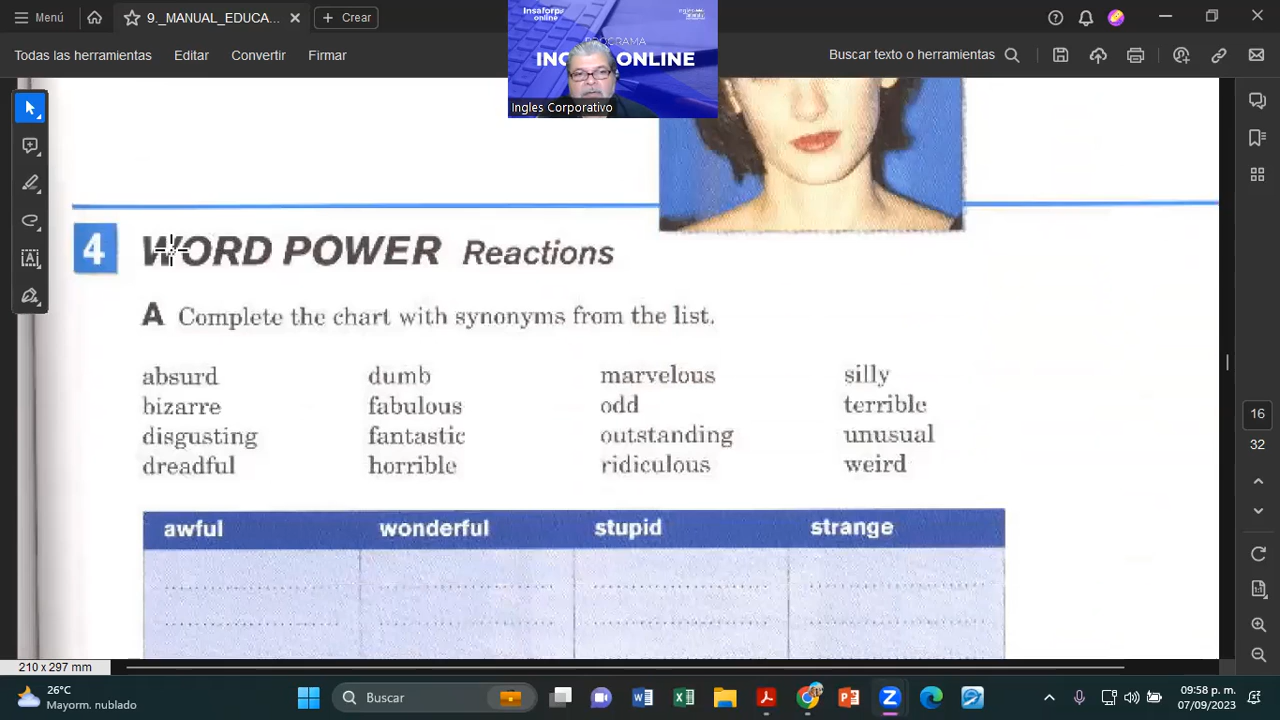 Menú
9._MANUAL_EDUCA...
Crear
Todas las herramientas
Editar
Convertir
Firmar
Buscar texto o herramientas
Insaforp
online
PROGRAMA
Ingles Corporativo
4 WORD POWER Reactions
A Complete the chart with synonyms from the list.
absurd dumb marvelous silly
bizarre fabulous odd terrible
disgusting fantastic outstanding unusual
dreadful horrible ridiculous weird
awful wonderful stupid strange
16
32
210 x 297 mm
26°C
Mayorm. nublado
Buscar
09:58 p. m.
07/09/2023